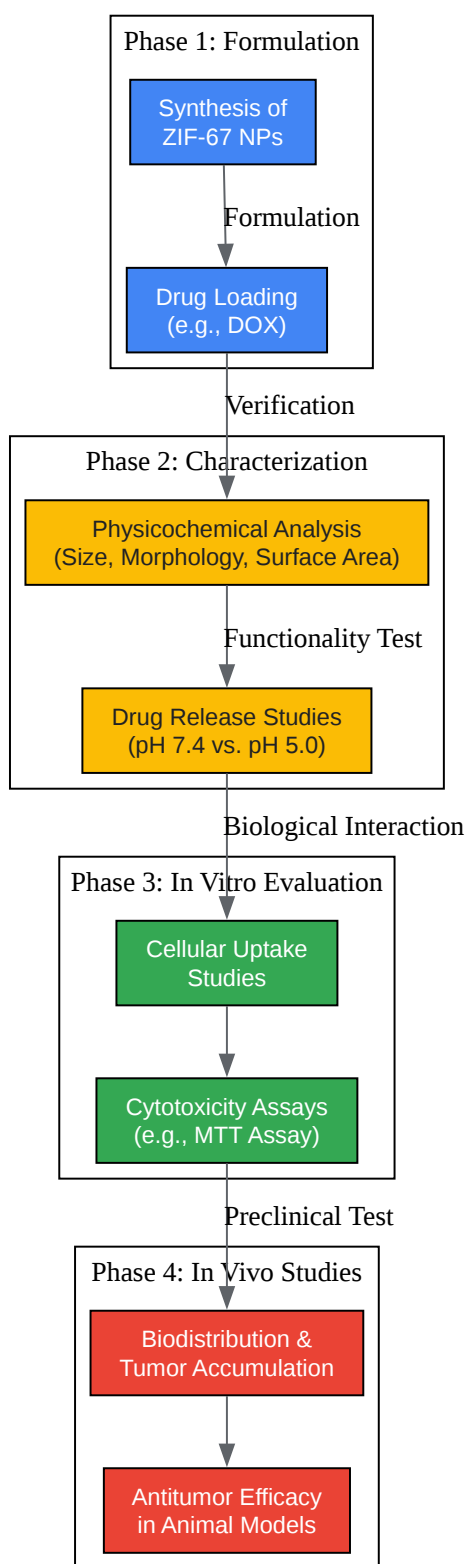 Phase 1: Formulation
Synthesis of
ZIF-67 NPs
Formulation
Drug Loading
(e.g., DOX)
Verification
Phase 2: Characterization
Physicochemical Analysis
(Size, Morphology, Surface Area)
Functionality Test
Drug Release Studies
(pH 7.4 vs. pH 5.0)
Biological Interaction
Phase 3: In Vitro Evaluation
Cellular Uptake
Studies
Cytotoxicity Assays
(e.g., MTT Assay)
Preclinical Test
Phase 4: In Vivo Studies
Biodistribution &
Tumor Accumulation
Antitumor Efficacy
in Animal Models